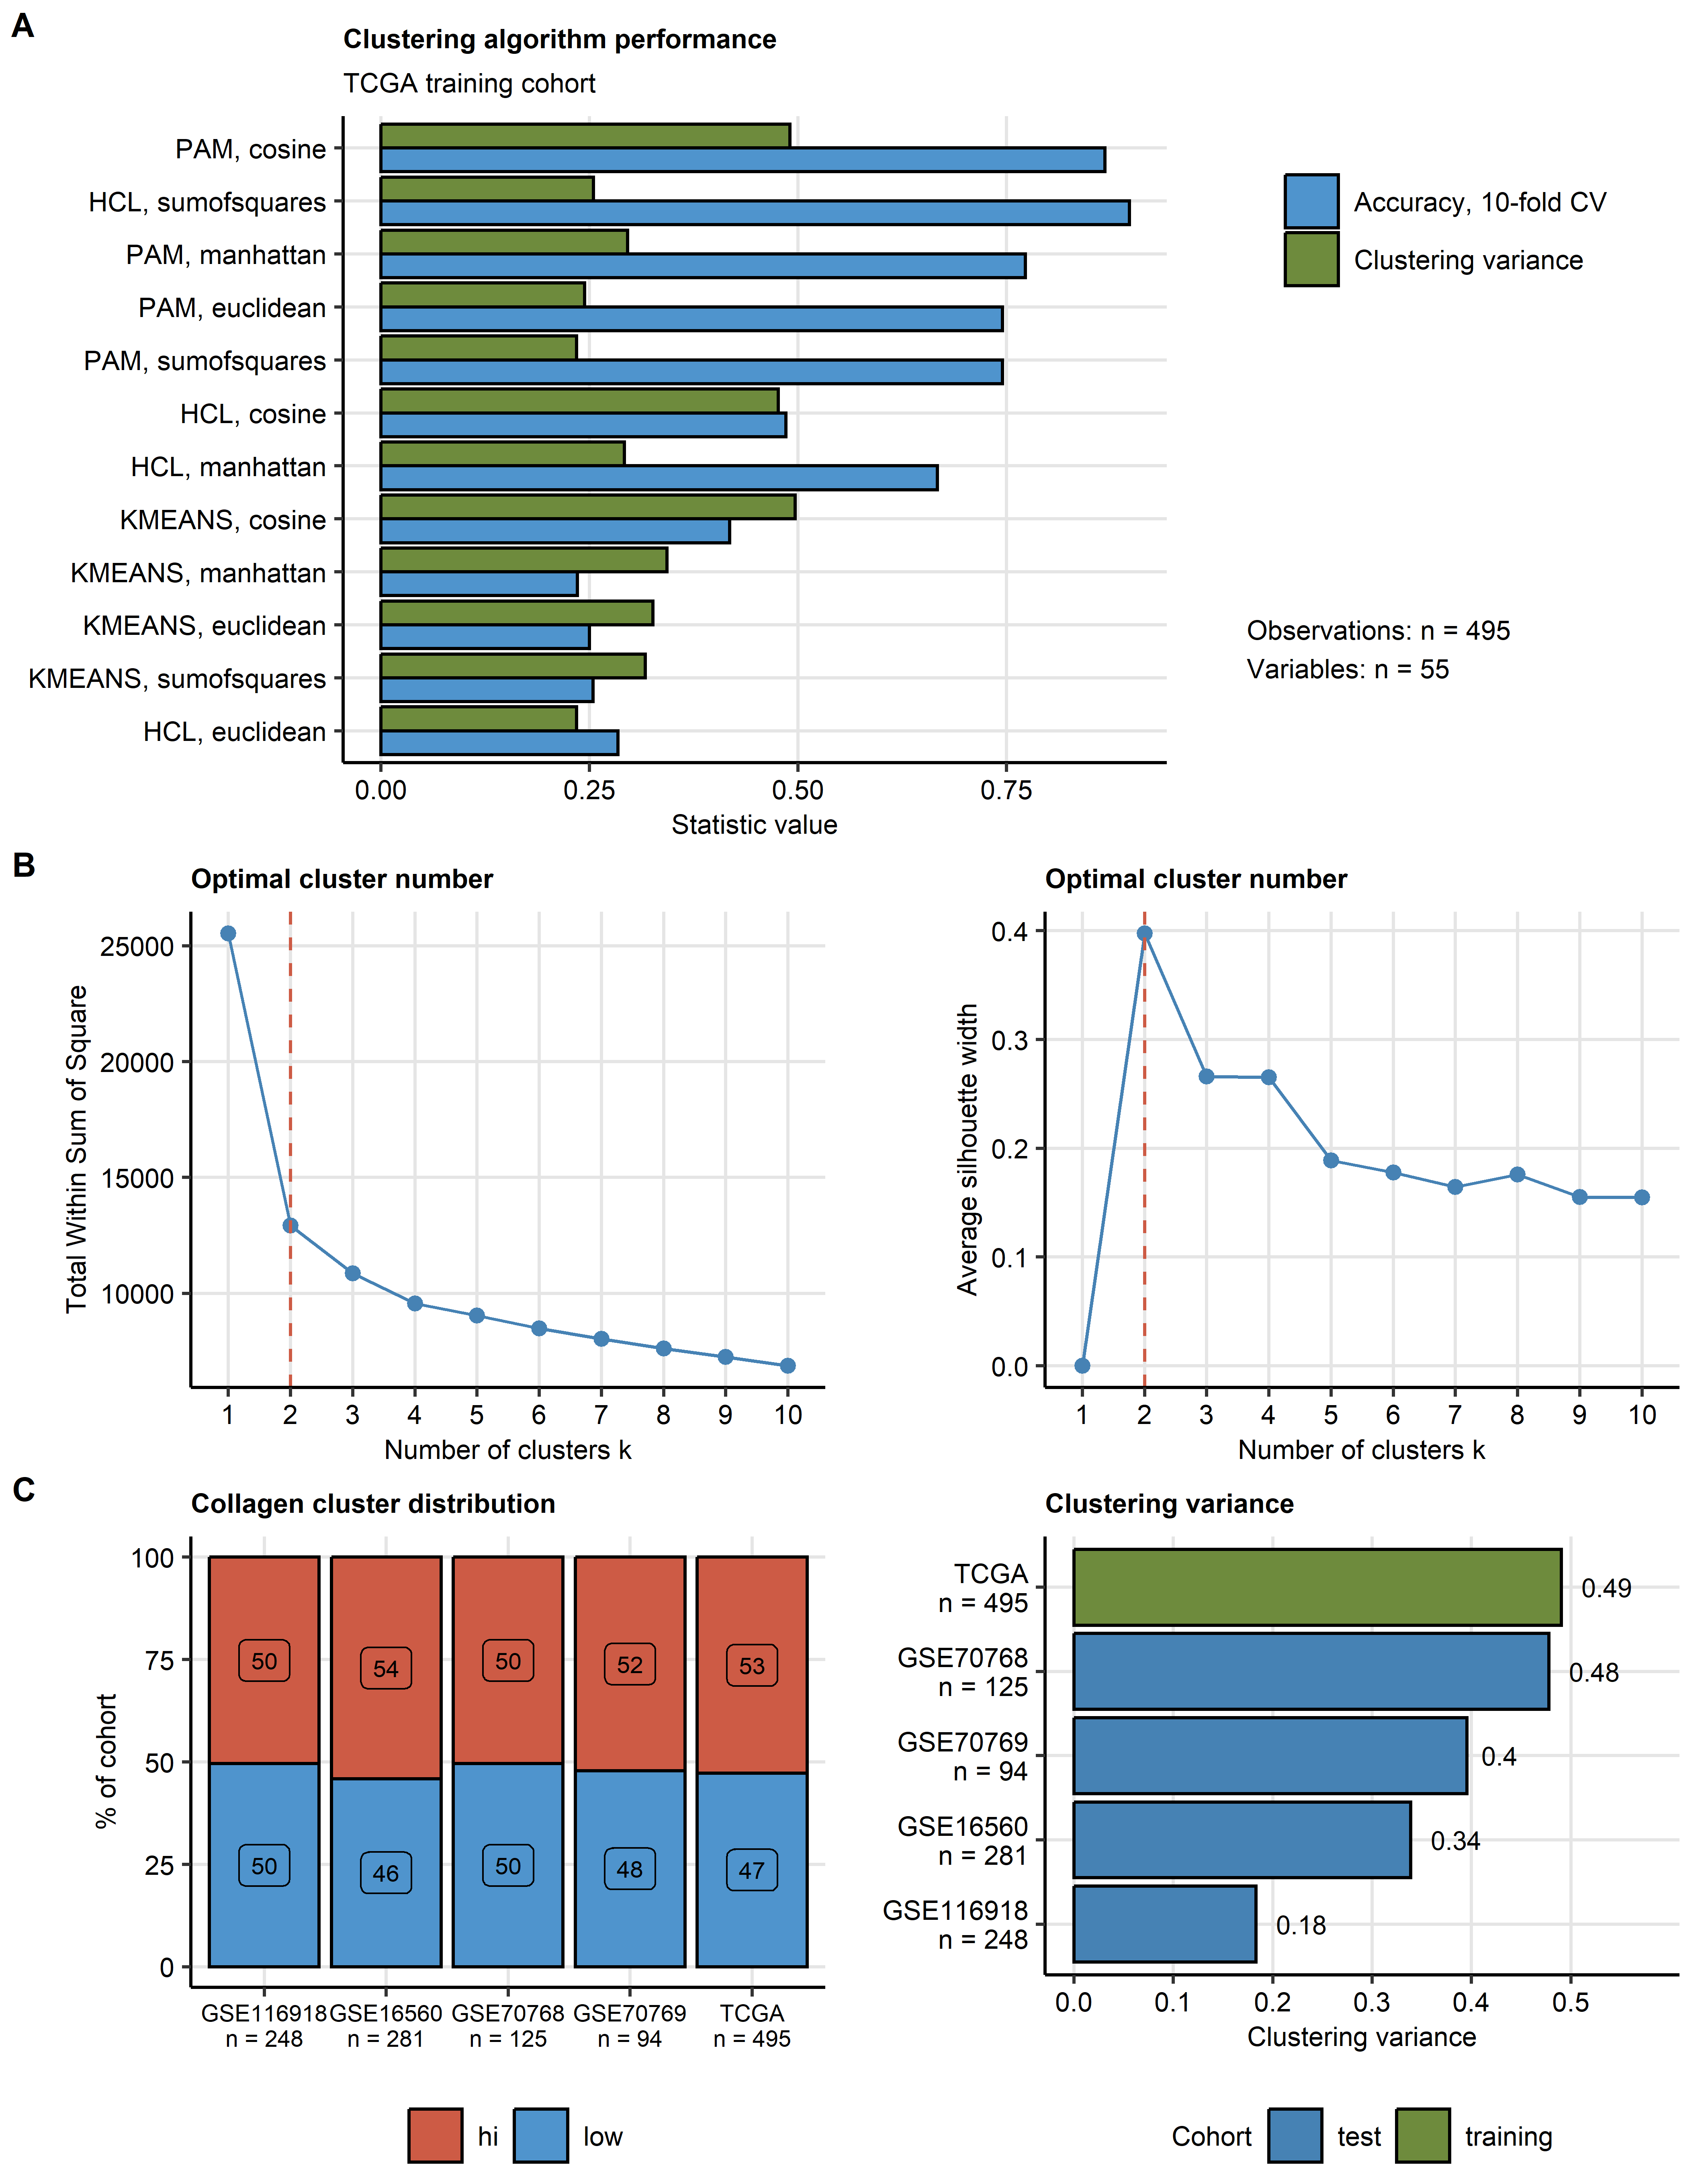 A
Clustering algorithm performance
TCGA training cohort
PAM, cosine
HCL, sumofsquares
PAM, manhattan
PAM, euclidean
PAM, sumofsquares
HCL, cosine
HCL, manhattan
KMEANS, cosine
KMEANS, manhattan
KMEANS, euclidean
KMEANS, sumofsquares
HCL, euclidean
0.00 0.25 0.50 0.75
Statistic value
Accuracy, 10-fold CV
Clustering variance
Observations: n = 495
Variables: n = 55
B
Optimal cluster number
Total Within Sum of Square
25000
20000
15000
10000
1 2 3 4 5 6 7 8 9 10
Number of clusters k
Optimal cluster number
Average silhouette width
0.4
0.3
0.2
0.1
0.0
1 2 3 4 5 6 7 8 9 10
Number of clusters k
C
Collagen cluster distribution
% of cohort
100
75
50
25
0
50 54 50 52 53
50 46 50 48 47
GSE116918 GSE16560 GSE70768 GSE70769 TCGA
n = 248 n = 281 n = 125 n = 94 n = 495
hi low
Clustering variance
TCGA
n = 495
0.49
GSE70768
n = 125
0.48
GSE70769
n = 94
0.4
GSE16560
n = 281
0.34
GSE116918
n = 248
0.18
0.0 0.1 0.2 0.3 0.4 0.5
Clustering variance
Cohort test training